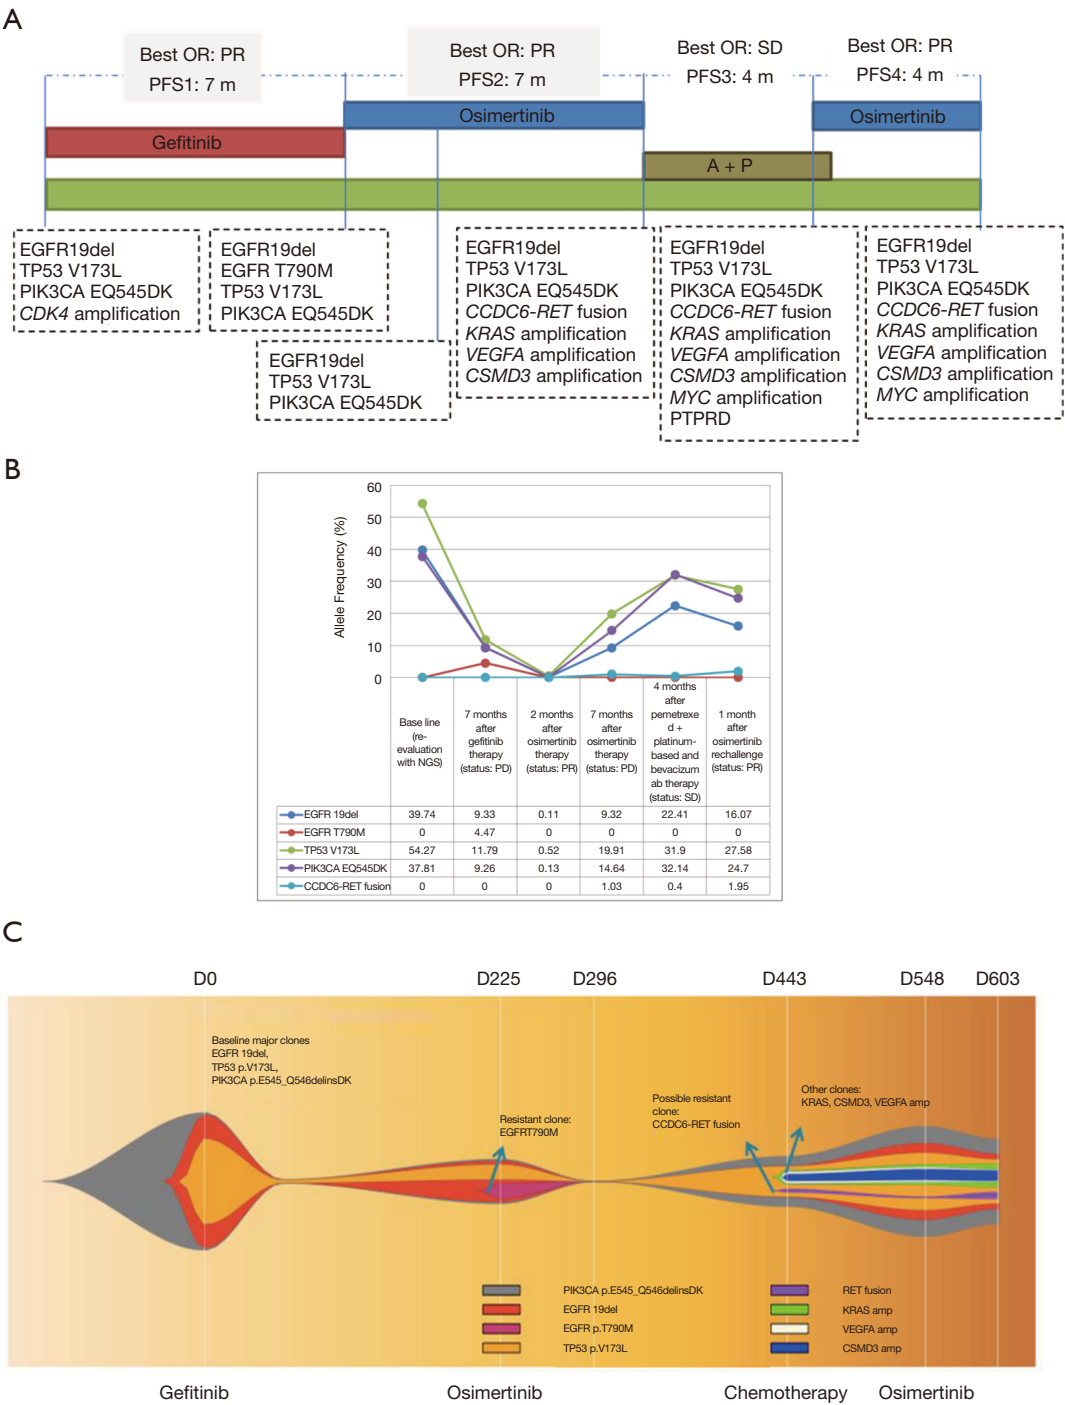 A
Best OR: PR
PFS1: 7 m
Best OR: PR
PFS2: 7 m
Best OR: SD
PFS3: 4 m
Best OR: PR
PFS4: 4 m
Osimertinib
Osimertinib
Gefitinib
A + P
EGFR19del
TP53 V173L
PIK3CA EQ545DK
CDK4 amplification
EGFR19del
EGFR T790M
TP53 V173L
PIK3CA EQ545DK
EGFR19del
TP53 V173L
PIK3CA EQ545DK
EGFR19del
TP53 V173L
PIK3CA EQ545DK
CCDC6-RET fusion
KRAS amplification
VEGFA amplification
CSMD3 amplification
EGFR19del
TP53 V173L
PIK3CA EQ545DK
CCDC6-RET fusion
KRAS amplification
VEGFA amplification
CSMD3 amplification
MYC amplification
PTPRD
EGFR19del
TP53 V173L
PIK3CA EQ545DK
CCDC6-RET fusion
KRAS amplification
VEGFA amplification
CSMD3 amplification
MYC amplification
B
Allele Frequency (%)
60
50
40
30
20
10
0
Base line
(re-
evaluation
with NGS)
7 months
after
gefitinib
therapy
(status: PD)
2 months
after
osimertinib
therapy
(status: PR)
7 months
after
osimertinib
therapy
(status: PD)
4 months
after
pemetrexe
d +
platinum-
based and
bevacizum
ab therapy
(status: SD)
1 month
after
osimertinib
rechallenge
(status: PR)
EGFR 19del 39.74 9.33 0.11 9.32 22.41 16.07
EGFR T790M 0 4.47 0 0 0 0
TP53 V173L 54.27 11.79 0.52 19.91 31.9 27.58
PIK3CA EQ545DK 37.81 9.26 0.13 14.64 32.14 24.7
CCDC6-RET fusion 0 0 0 1.03 0.4 1.95
C
D0 D225 D296 D443 D548 D603
Baseline major clones
EGFR 19del,
TP53 p.V173L,
PIK3CA p.E545_Q546delinsDK
Resistant clone:
EGFRT790M
Possible resistant
clone:
CCDC6-RET fusion
Other clones:
KRAS, CSMD3, VEGFA amp
PIK3CA p.E545_Q546delinsDK
EGFR 19del
EGFR p.T790M
TP53 p.V173L
RET fusion
KRAS amp
VEGFA amp
CSMD3 amp
Gefitinib Osimertinib Chemotherapy Osimertinib